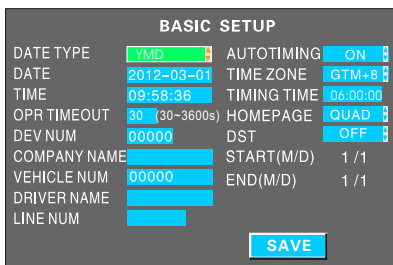 BASIC SETUP
DATE TYPE YMD AUTOTIMING ON
DATE 2012-03-01 TIME ZONE GTM+8
TIME 09:58:36 TIMING TIME 06:00:00
OPR TIMEOUT 30 (30~3600s) HOMEPAGE QUAD
DEV NUM 00000 DST OFF
COMPANY NAME START(M/D) 1 /1
VEHICLE NUM 00000 END(M/D) 1 /1
DRIVER NAME
LINE NUM
SAVE